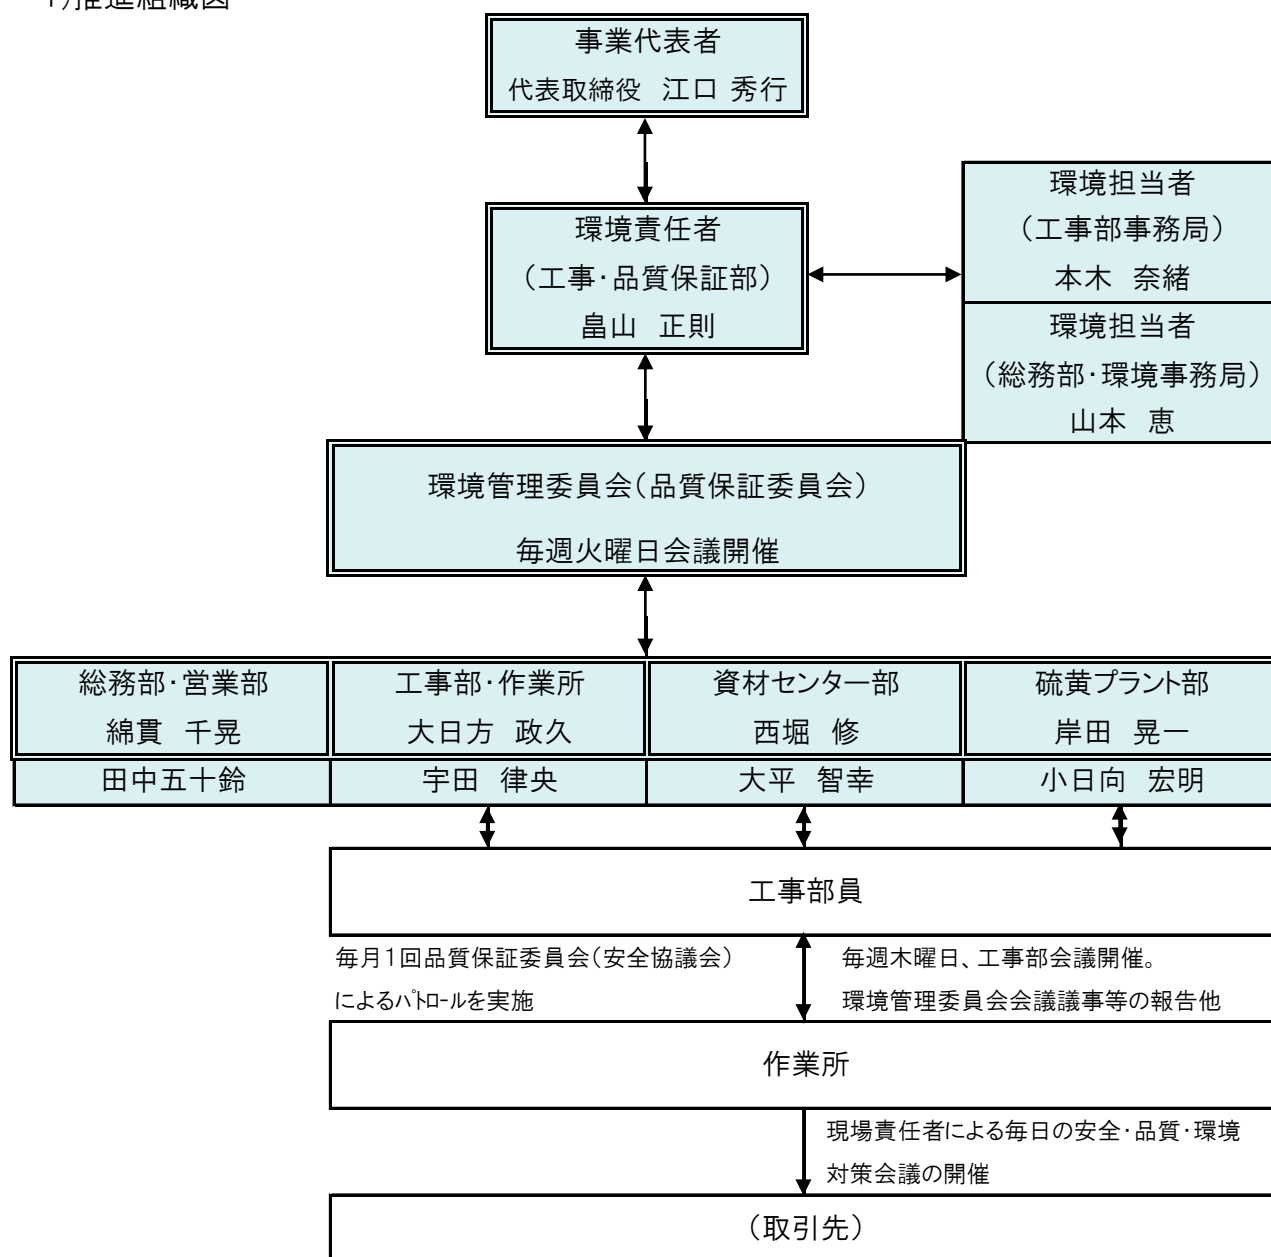 1)推進組織図
事業代表者
代表取締役 江口 秀行
環境責任者
(工事・品質保証部)
畠山 正則
環境担当者
(工事部事務局)
本木 奈緒
環境担当者
(総務部・環境事務局)
山本 恵
環境管理委員会(品質保証委員会)
毎週火曜日会議開催
総務部・営業部
綿貫 千晃
田中五十鈴
工事部・作業所
大日方 政久
宇田 律央
資材センター部
西堀 修
大平 智幸
硫黄プラント部
岸田 晃一
小日向 宏明
工事部員
毎月1回品質保証委員会(安全協議会)
によるパトロールを実施
毎週木曜日、工事部会議開催。
環境管理委員会会議議事等の報告他
作業所
現場責任者による毎日の安全・品質・環境
対策会議の開催
(取引先)